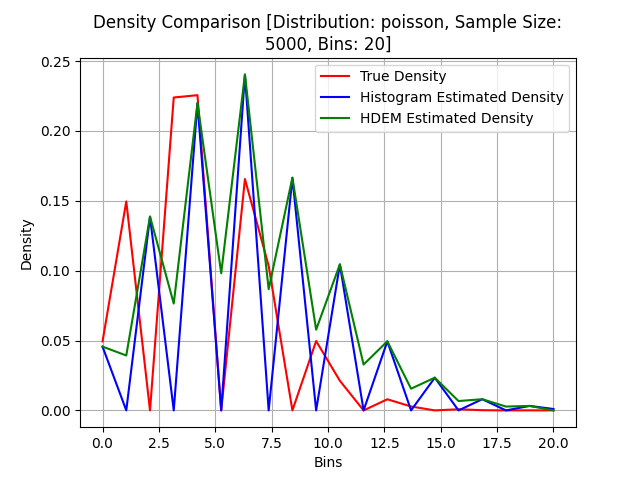 Density Comparison [Distribution: poisson, Sample Size:
5000, Bins: 20]
True Density
Histogram Estimated Density
HDEM Estimated Density
Density
0.25
0.20
0.15
0.10
0.05
0.00
0.0 2.5 5.0 7.5 10.0 12.5 15.0 17.5 20.0
Bins